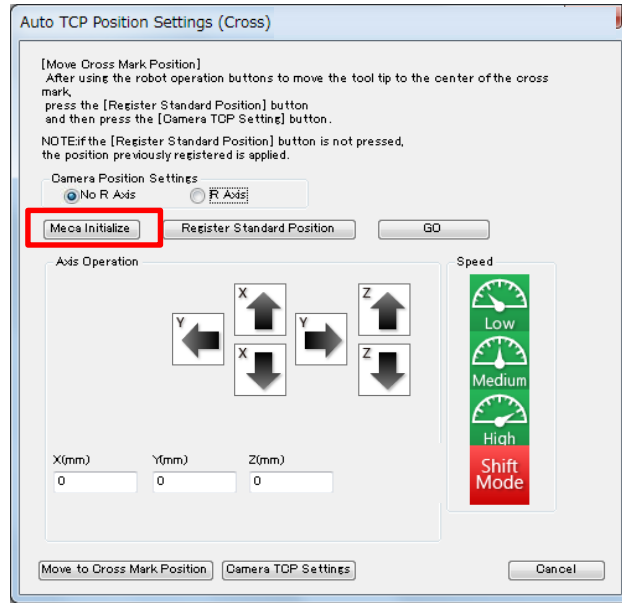 Auto TCP Position Settings (Cross)
[Move Cross Mark Position]
After using the robot operation buttons to move the tool tip to the center of the cross
mark,
press the [Register Standard Position] button
and then press the [Camera TCP Setting] button.
NOTE:if the [Register Standard Position] button is not pressed,
the position previously registered is applied.
Camera Position Settings
No R Axis R Axis
Meca Initialize Register Standard Position GO
Axis Operation Speed
X Z
Y Y
X Z
Low
Medium
High
Shift
Mode
X(mm) Y(mm) Z(mm)
0 0 0
Move to Cross Mark Position Camera TCP Settings Cancel